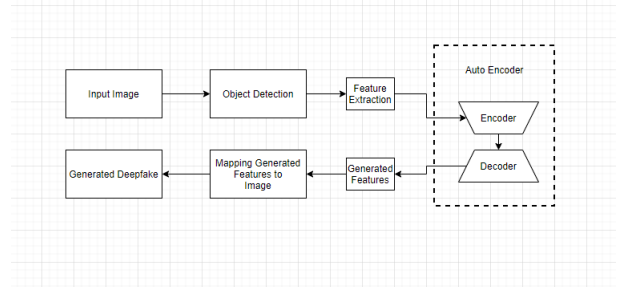 Auto Encoder
Input Image
Object Detection
Feature
Extraction
Encoder
Generated Deepfake
Mapping Generated
Features to
Image
Generated
Features
Decoder